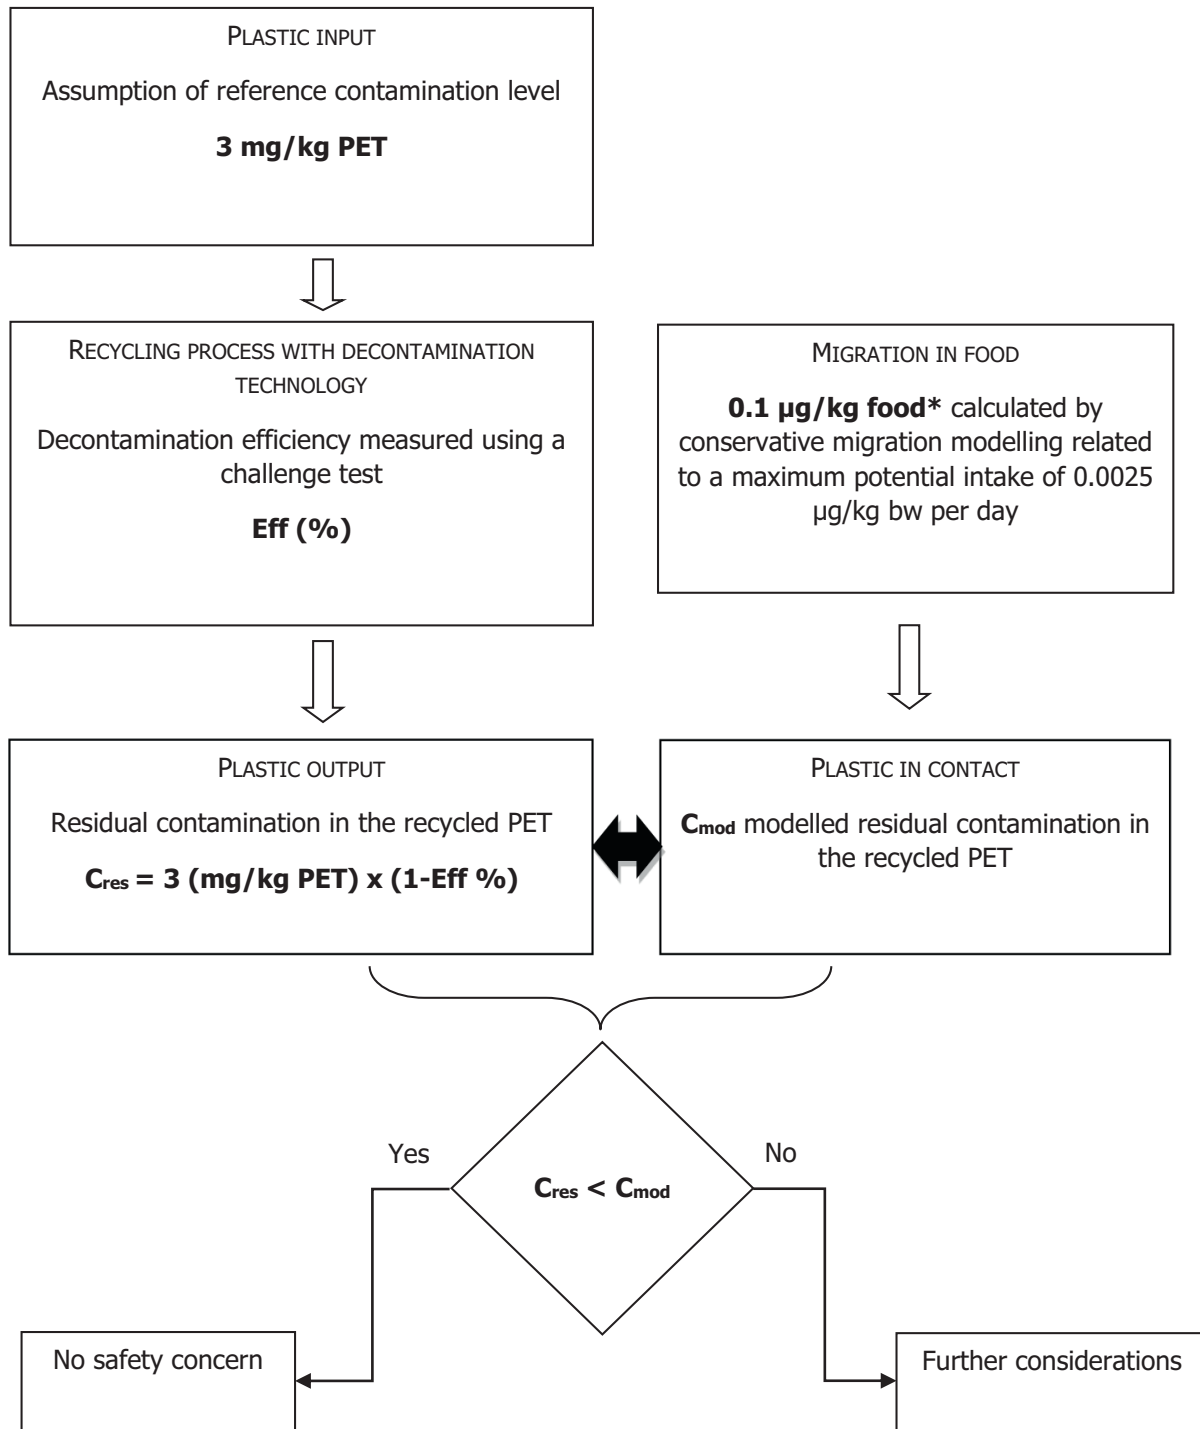 PLASTIC INPUT
Assumption of reference contamination level
3 mg/kg PET
RECYCLING PROCESS WITH DECONTAMINATION
TECHNOLOGY
Decontamination efficiency measured using a
challenge test
Eff (%)
MIGRATION IN FOOD
0.1 µg/kg food* calculated by
conservative migration modelling related
to a maximum potential intake of 0.0025
µg/kg bw per day
PLASTIC OUTPUT
Residual contamination in the recycled PET
Cres = 3 (mg/kg PET) x (1-Eff %)
PLASTIC IN CONTACT
Cmod modelled residual contamination in
the recycled PET
Yes
No
Cres < Cmod
No safety concern
Further considerations